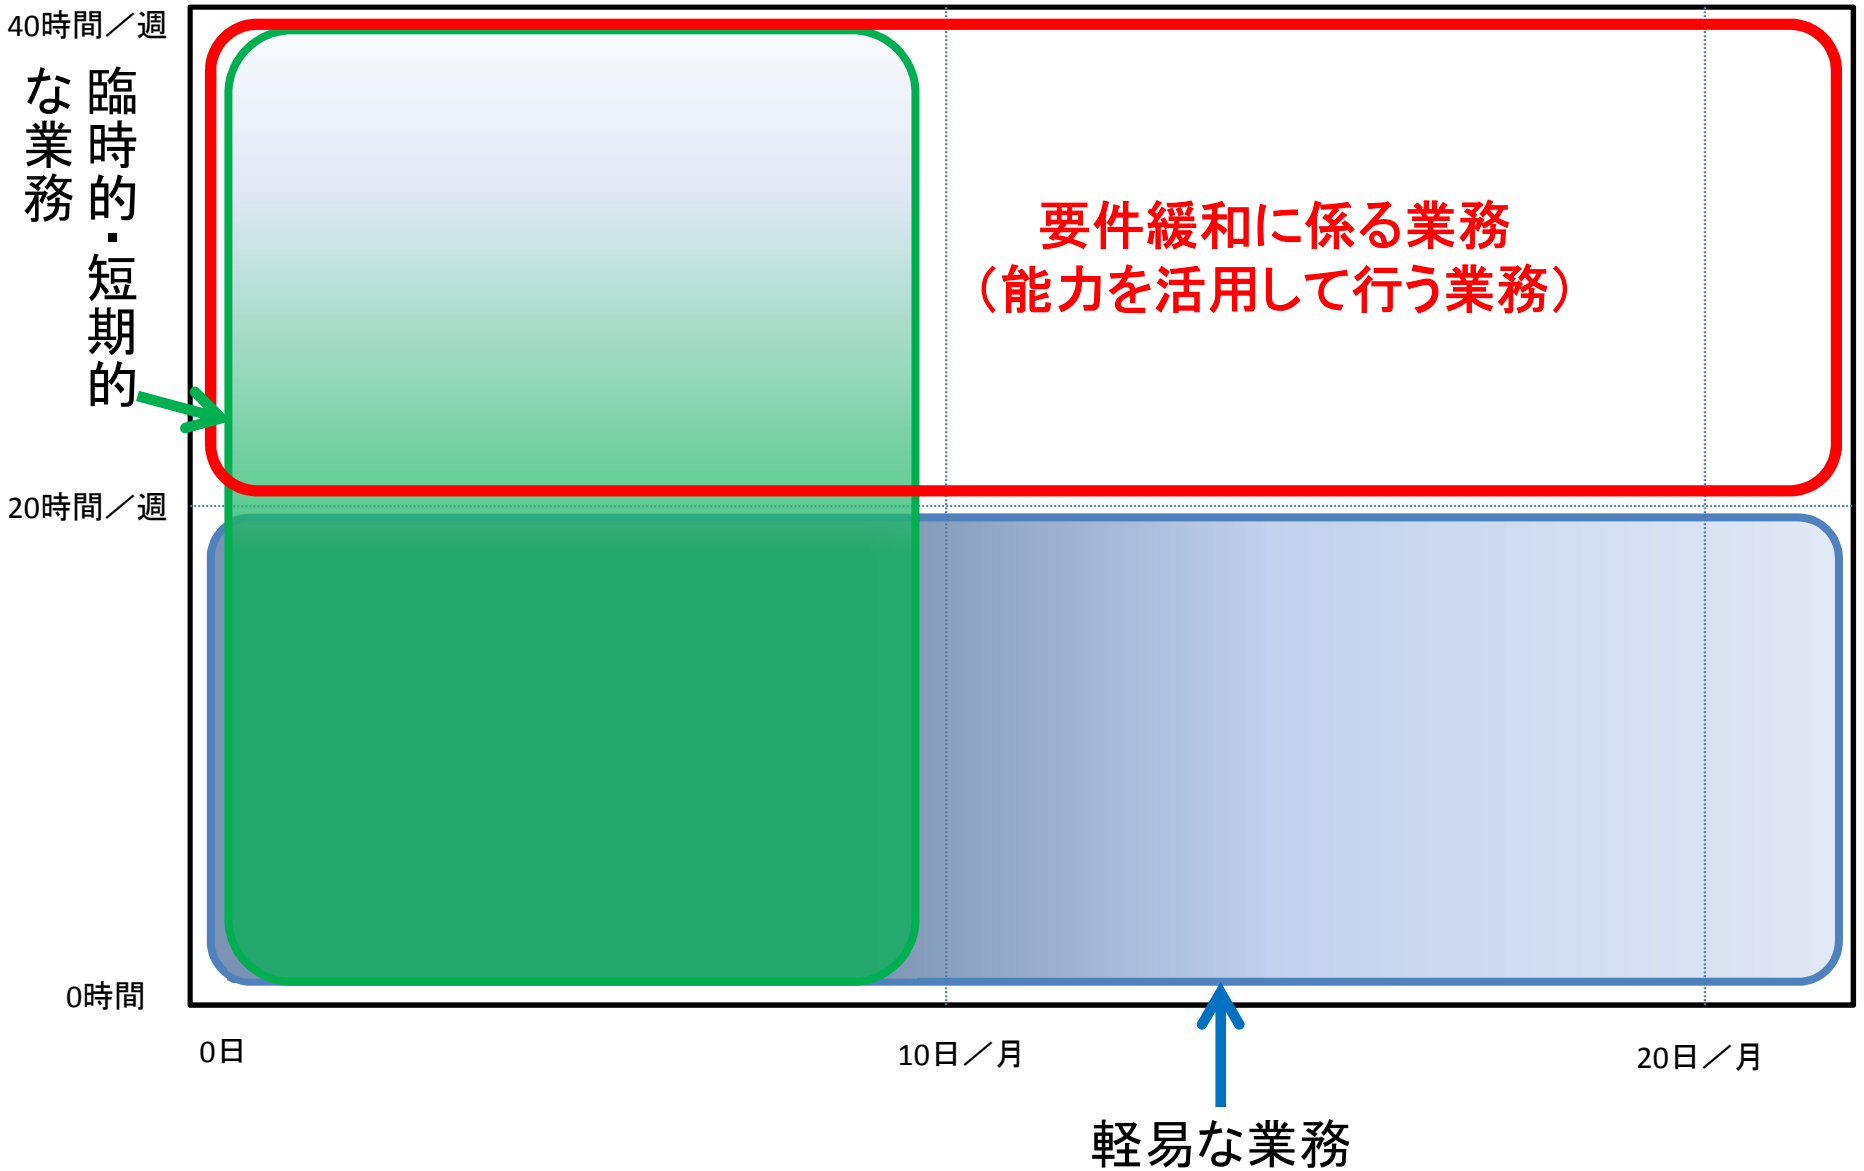 40時間／週
臨時的・短期的
な業務
要件緩和に係る業務
（能力を活用して行う業務）
20時間／週
0時間
0日
10日／月
20日／月
軽易な業務